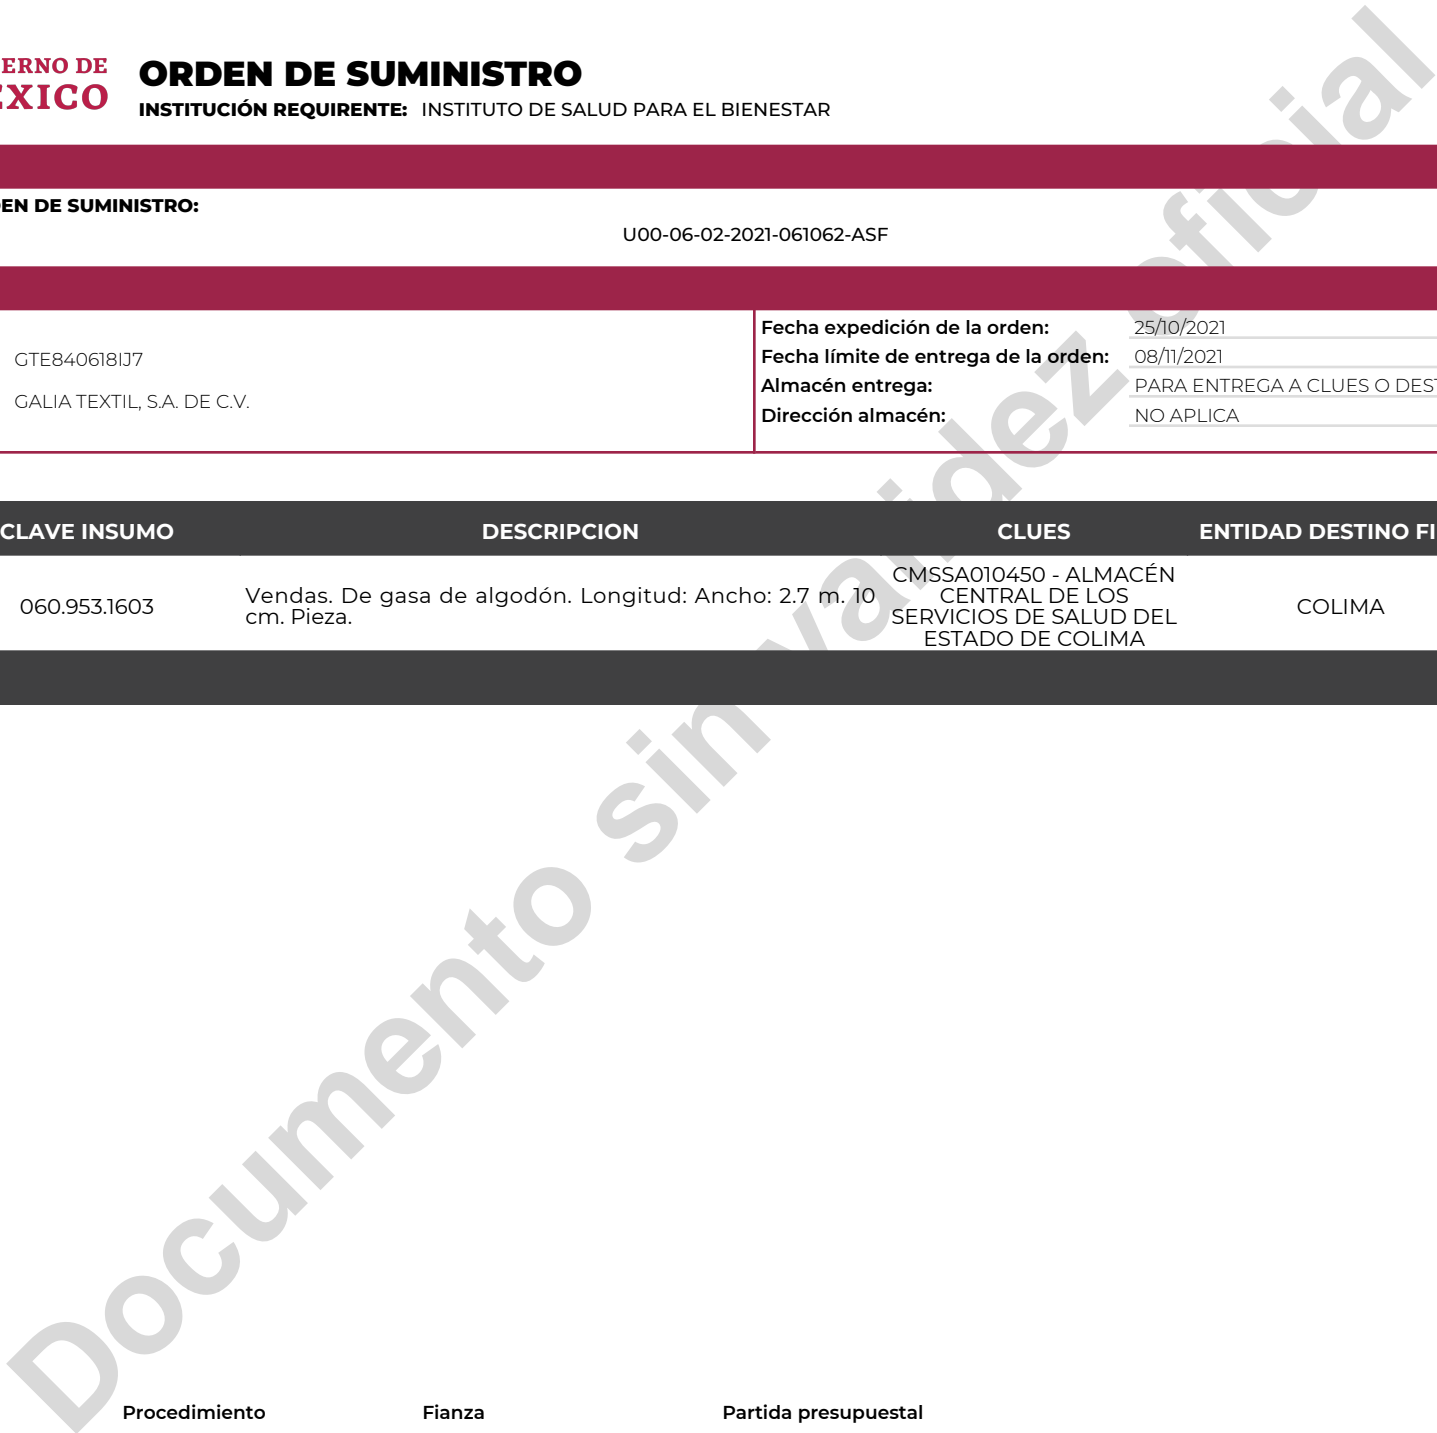 ERNO DE
ÉXICO
ORDEN DE SUMINISTRO
INSTITUCIÓN REQUIRENTE: INSTITUTO DE SALUD PARA EL BIENESTAR
EN DE SUMINISTRO:
U00-06-02-2021-061062-ASF
GTE840618IJ7
GALIA TEXTIL, S.A. DE C.V.
Fecha expedición de la orden: 25/10/2021
Fecha límite de entrega de la orden: 08/11/2021
Almacén entrega: PARA ENTREGA A CLUES O DEST
Dirección almacén: NO APLICA
CLAVE INSUMO DESCRIPCION CLUES ENTIDAD DESTINO FI
060.953.1603
Vendas. De gasa de algodón. Longitud: Ancho: 2.7 m. 10
cm. Pieza.
CMSSA010450 - ALMACÉN
CENTRAL DE LOS
SERVICIOS DE SALUD DEL
ESTADO DE COLIMA
COLIMA
Documento sin validez oficial
Procedimiento Fianza Partida presupuestal